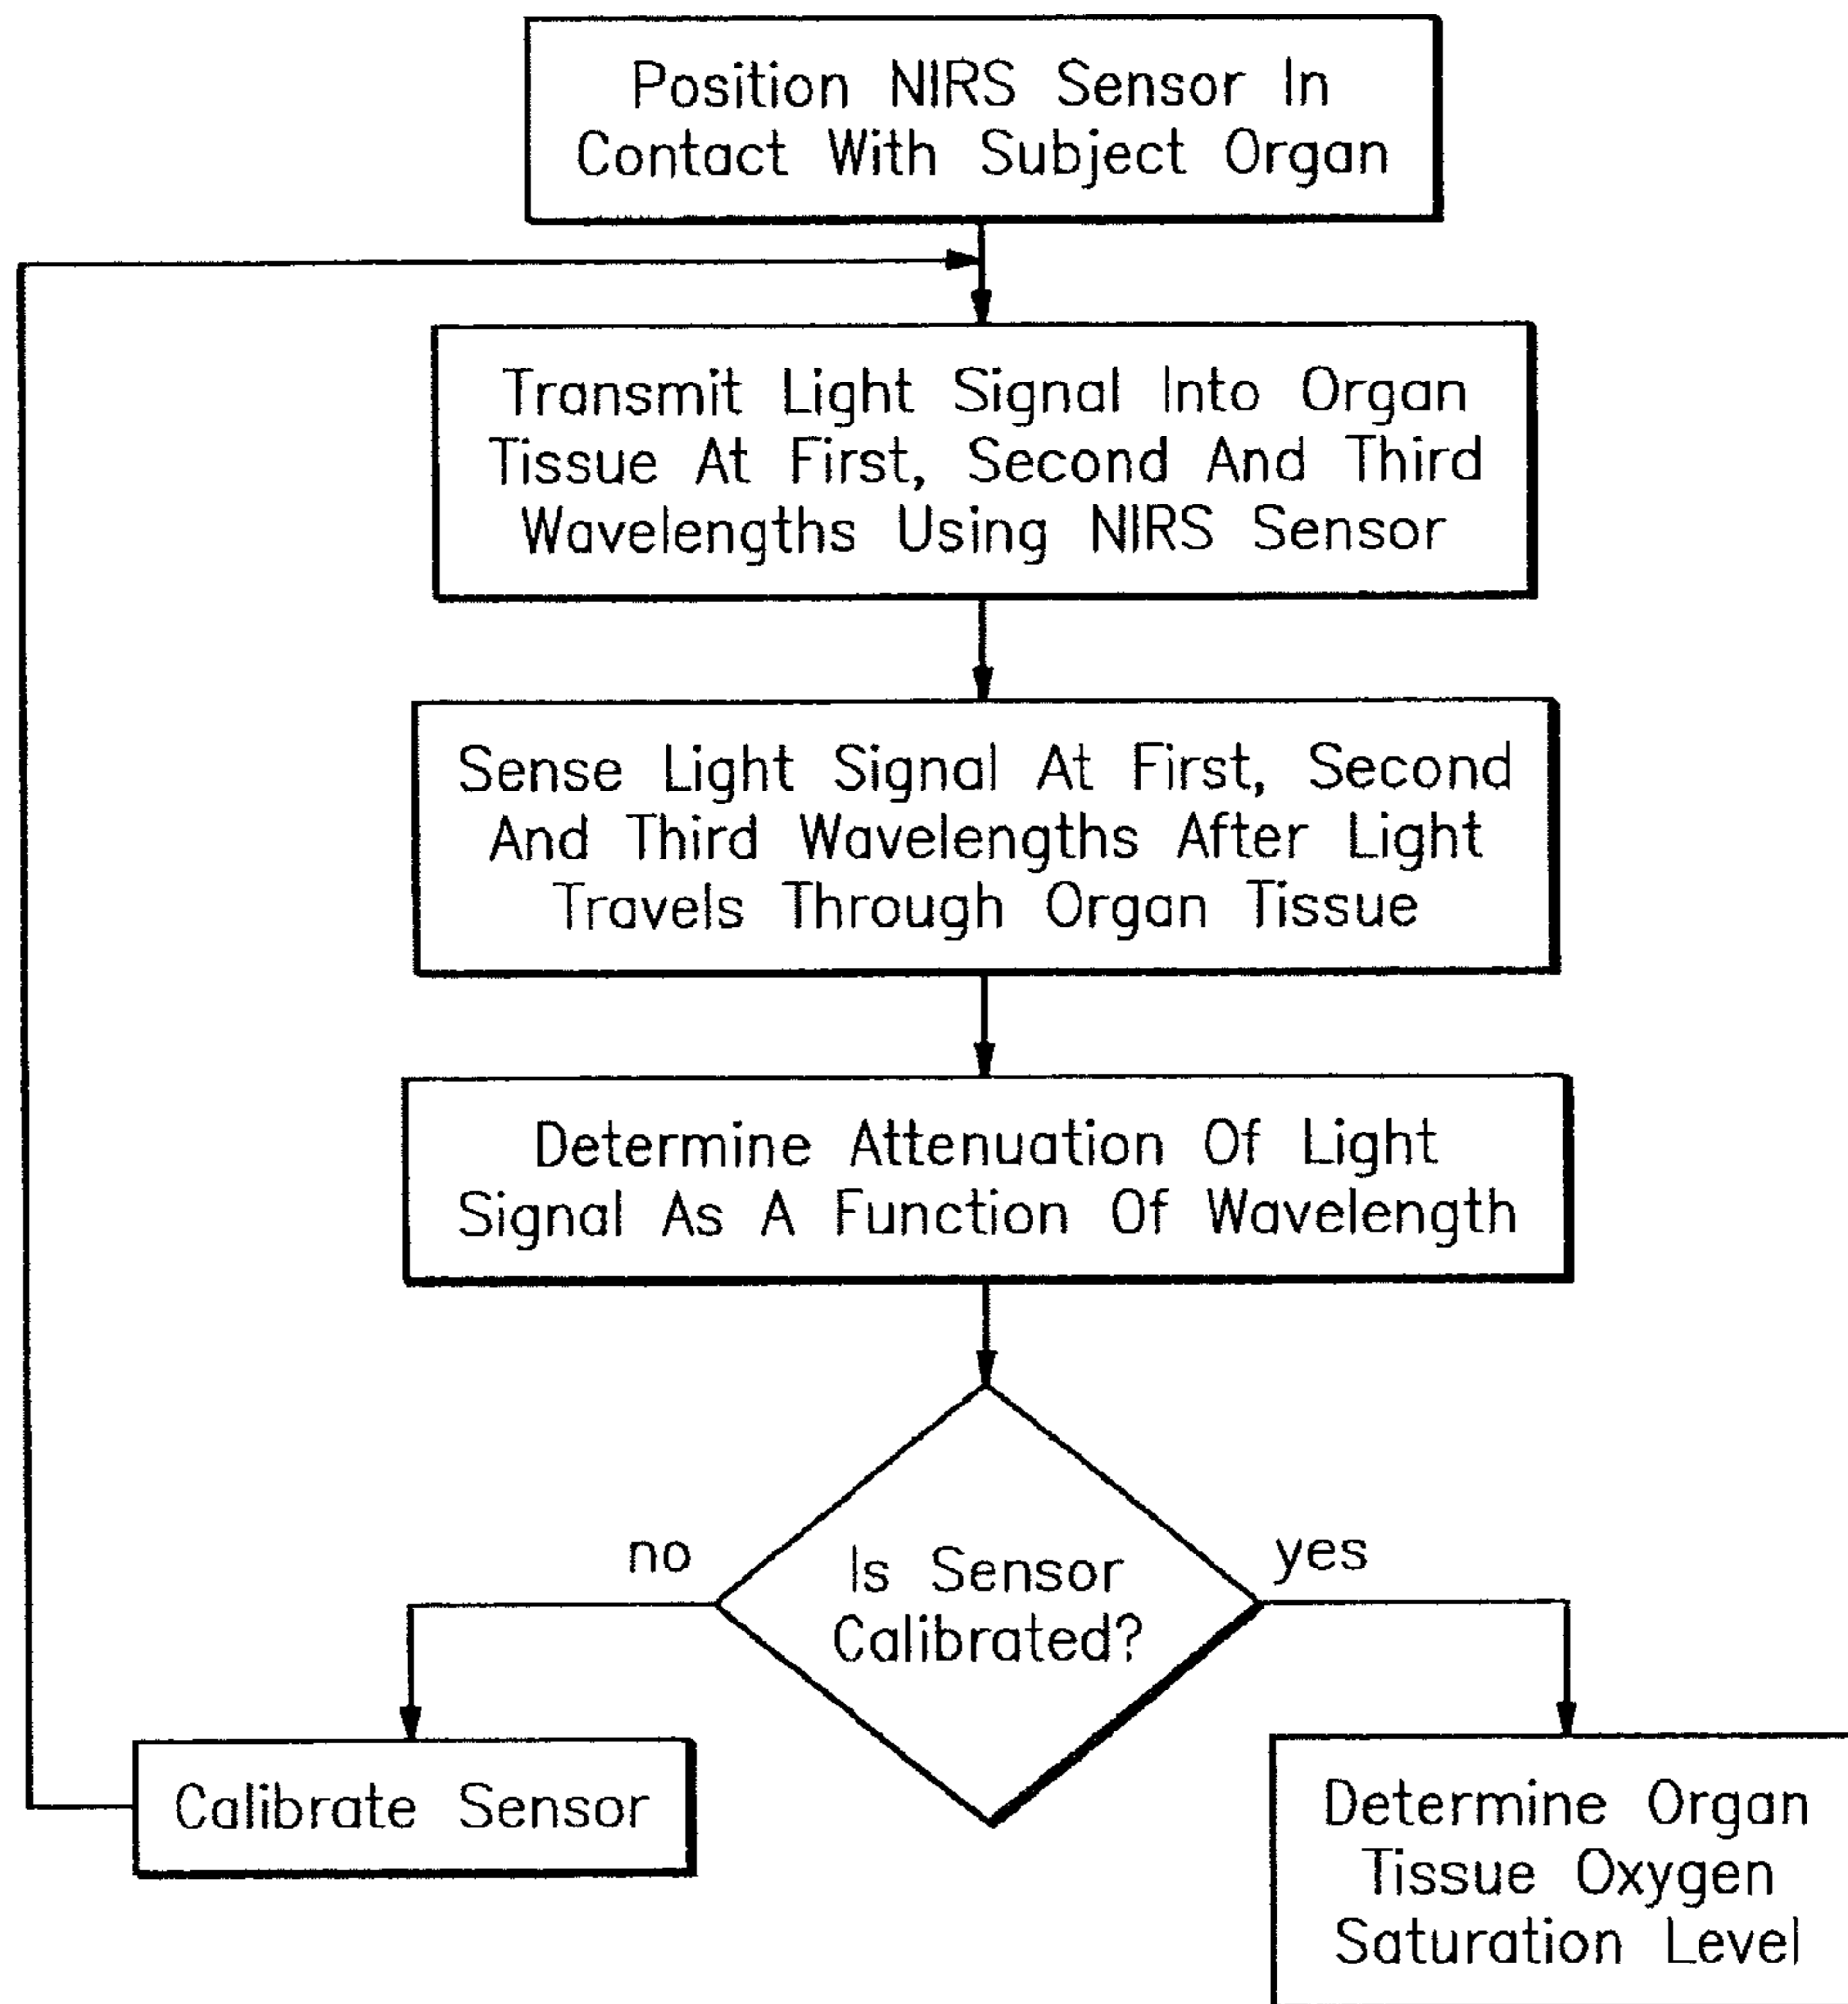 Position NIRS Sensor In
Contact With Subject Organ
Transmit Light Signal Into Organ
Tissue At First, Second And Third
Wavelengths Using NIRS Sensor
Sense Light Signal At First, Second
And Third Wavelengths After Light
Travels Through Organ Tissue
Determine Attenuation Of Light
Signal As A Function Of Wavelength
Is Sensor
Calibrated?
no
yes
Calibrate Sensor
Determine Organ
Tissue Oxygen
Saturation Level